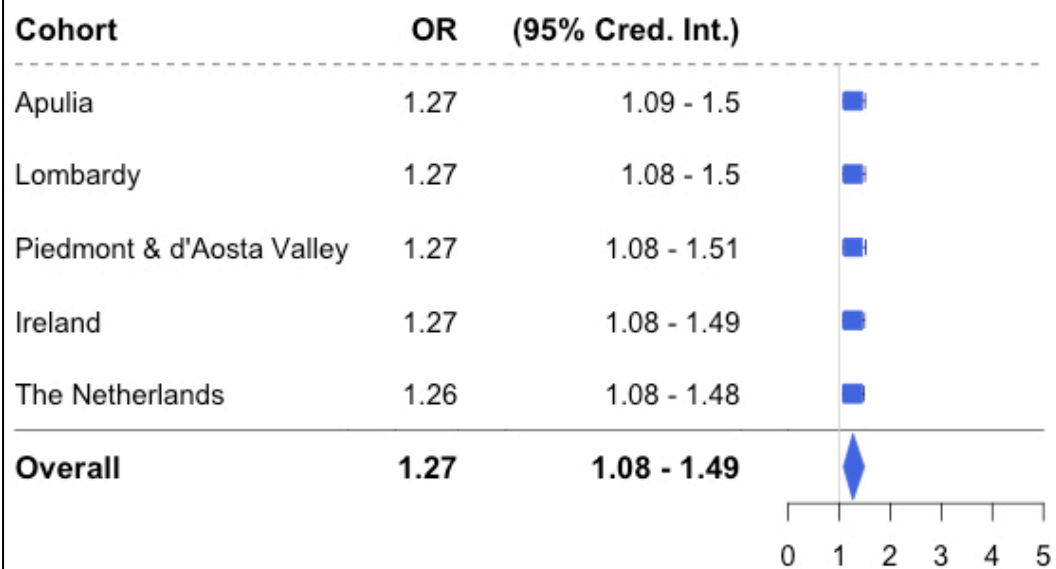 Cohort OR (95% Cred. Int.)
Apulia 1.27 1.09 - 1.5
Lombardy 1.27 1.08 - 1.5
Piedmont & d'Aosta Valley 1.27 1.08 - 1.51
Ireland 1.27 1.08 - 1.49
The Netherlands 1.26 1.08 - 1.48
Overall 1.27 1.08 - 1.49
0 1 2 3 4 5